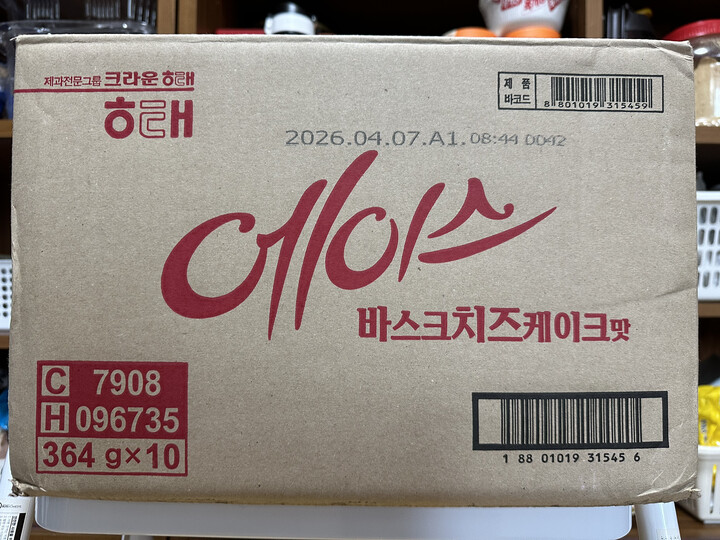 제과전문그룹 크라운 해태
해태
제 품
바코드
8 801019 315459
2026.04.07.A1. 08:44 0042
에이스
바스크치즈케이크맛
C 7908
H 096735
364 g×10
1 88 01019 31545 6